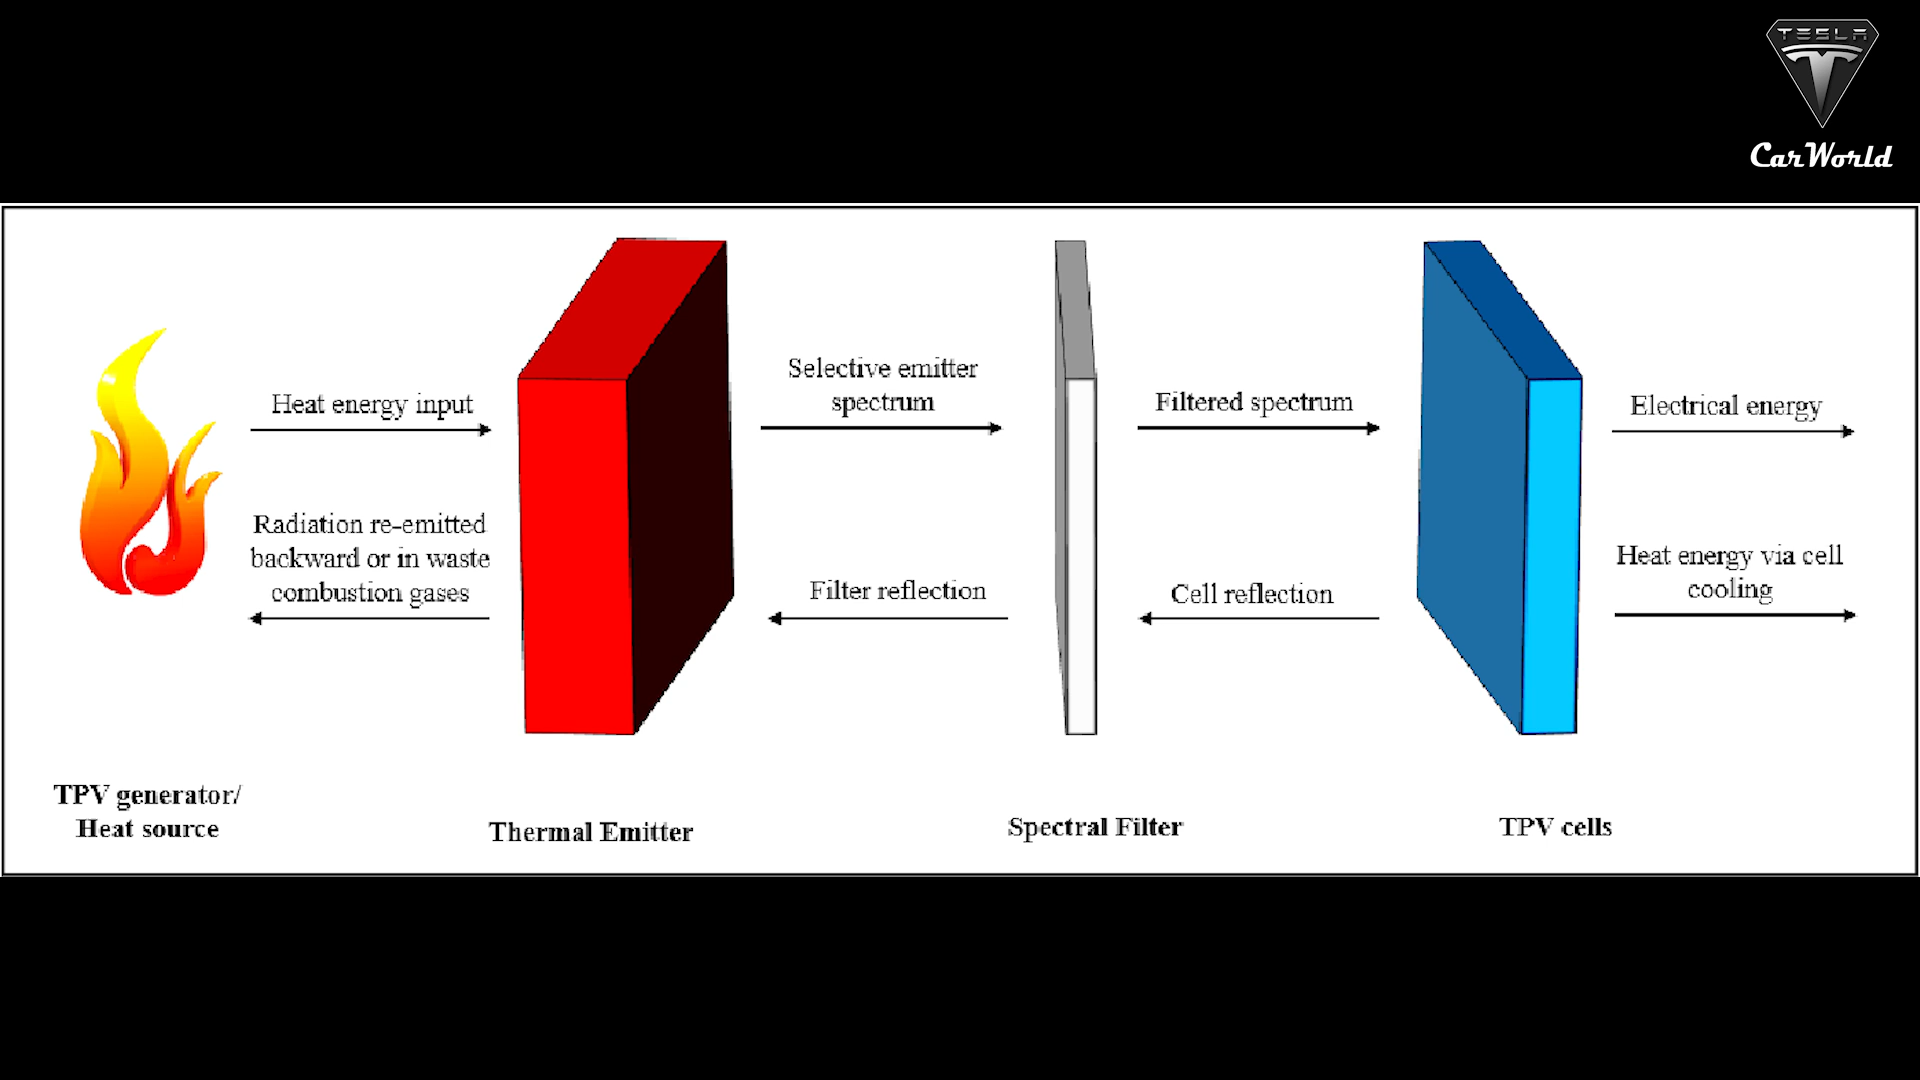 TESLA
CarWorld
Heat energy input
Selective emitter
spectrum
Filtered spectrum
Electrical energy
Radiation re-emitted
backward or in waste
combustion gases
Filter reflection
Cell reflection
Heat energy via cell
cooling
TPV generator/
Heat source
Thermal Emitter
Spectral Filter
TPV cells